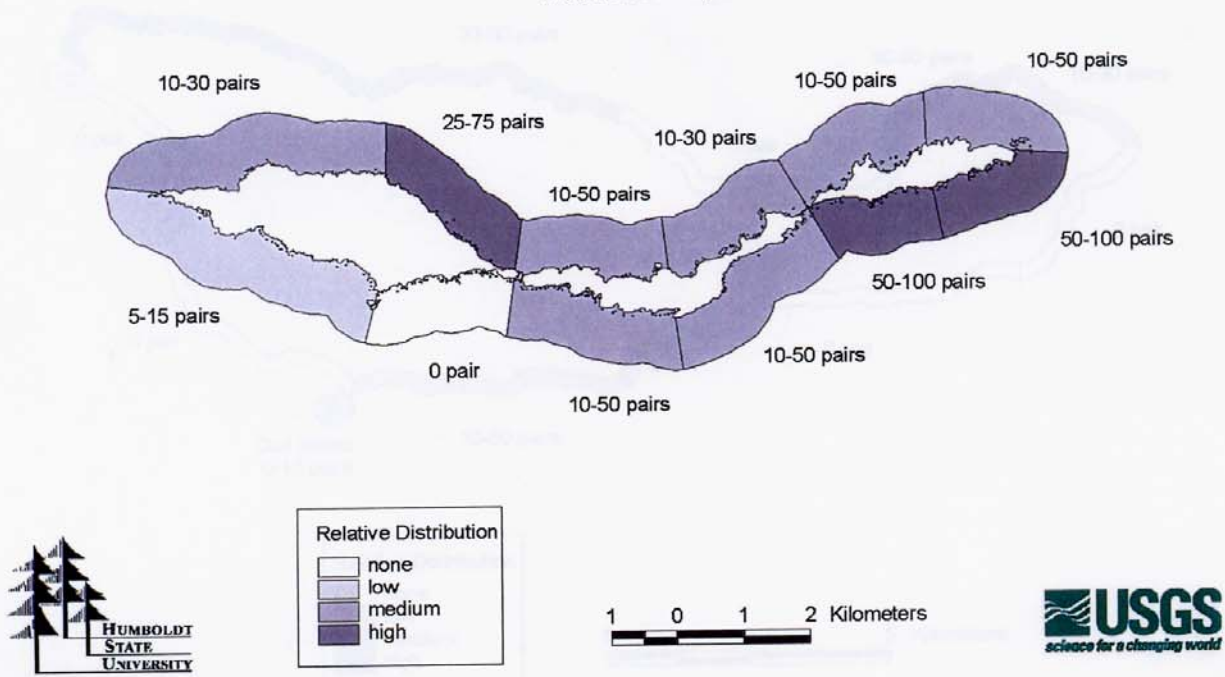 10-30 pairs
25-75 pairs
10-50 pairs
10-30 pairs
10-50 pairs
10-50 pairs
50-100 pairs
50-100 pairs
10-50 pairs
10-50 pairs
0 pair
5-15 pairs
Relative Distribution
none
low
medium
high
HUMBOLDT
STATE
UNIVERSITY
1 0 1 2 Kilometers
USGS
science for a changing world